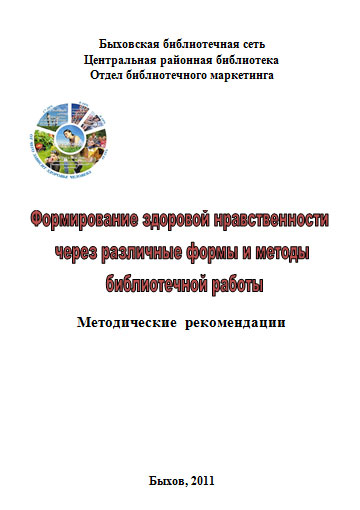 Быховская библиотечная сеть
Центральная районная библиотека
Отдел библиотечного маркетинга
Формирование здоровой нравственности
через различные формы и методы
библиотечной работы
Методические рекомендации
Быхов, 2011